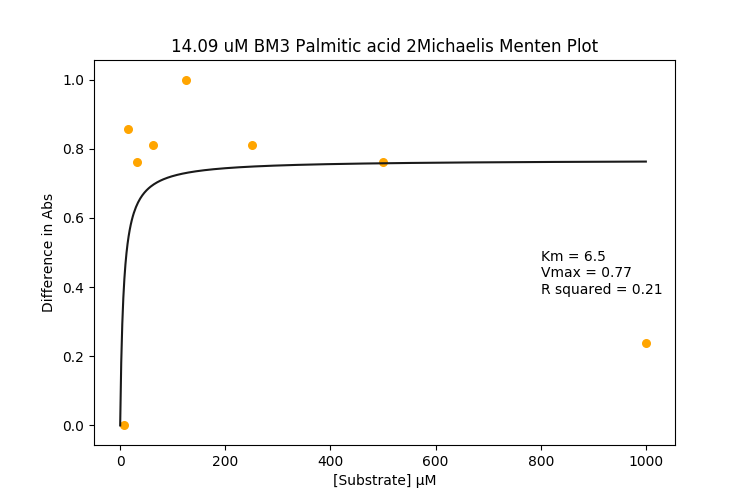 14.09 uM BM3 Palmitic acid 2Michaelis Menten Plot
1.0
0.8
0.6
0.4
0.2
0.0
Difference in Abs
Km = 6.5
Vmax = 0.77
R squared = 0.21
0 200 400 600 800 1000
[Substrate] μM